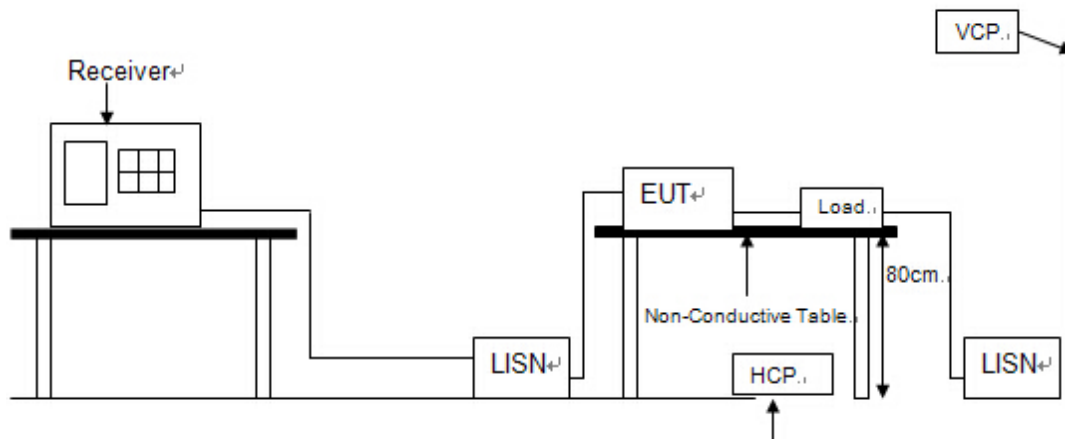 VCP.
Receiver↵
EUT↵
Load.
80cm.
Non-Conductive Table.
LISN↵
HCP.
LISN↵